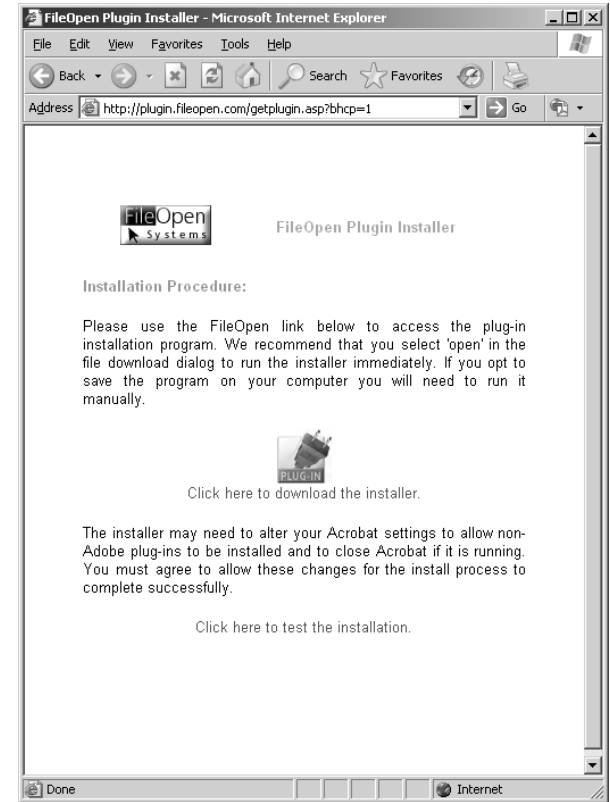 FileOpen Plugin Installer - Microsoft Internet Explorer
File Edit View Favorites Tools Help
Back Search Favorites
Address http://plugin.fileopen.com/getplugin.asp?bhcp=1 Go
FileOpen
Systems
FileOpen Plugin Installer
Installation Procedure:
Please use the FileOpen link below to access the plug-in
installation program. We recommend that you select 'open' in the
file download dialog to run the installer immediately. If you opt to
save the program on your computer you will need to run it
manually.
PLUG-IN
Click here to download the installer.
The installer may need to alter your Acrobat settings to allow non-
Adobe plug-ins to be installed and to close Acrobat if it is running.
You must agree to allow these changes for the install process to
complete successfully.
Click here to test the installation.
Done Internet